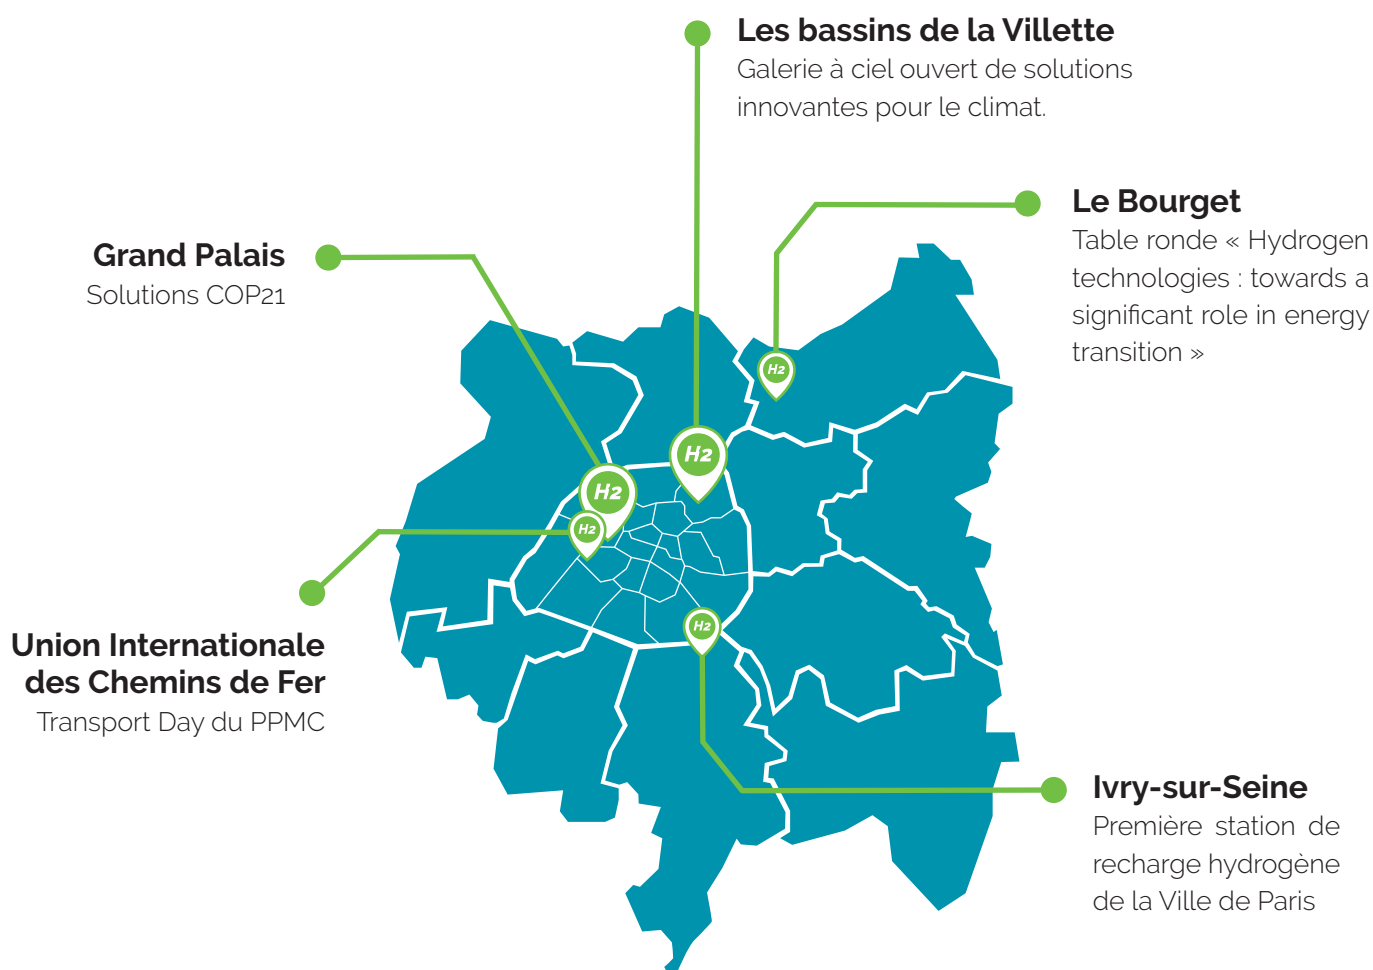 Les bassins de la Villette
Galerie à ciel ouvert de solutions
innovantes pour le climat.
Le Bourget
Table ronde « Hydrogen
technologies : towards a
significant role in energy
transition »
Grand Palais
Solutions COP21
H2
H2
H2
H2
H2
Union Internationale
des Chemins de Fer
Transport Day du PPMC
Ivry-sur-Seine
Première station de
recharge hydrogène
de la Ville de Paris